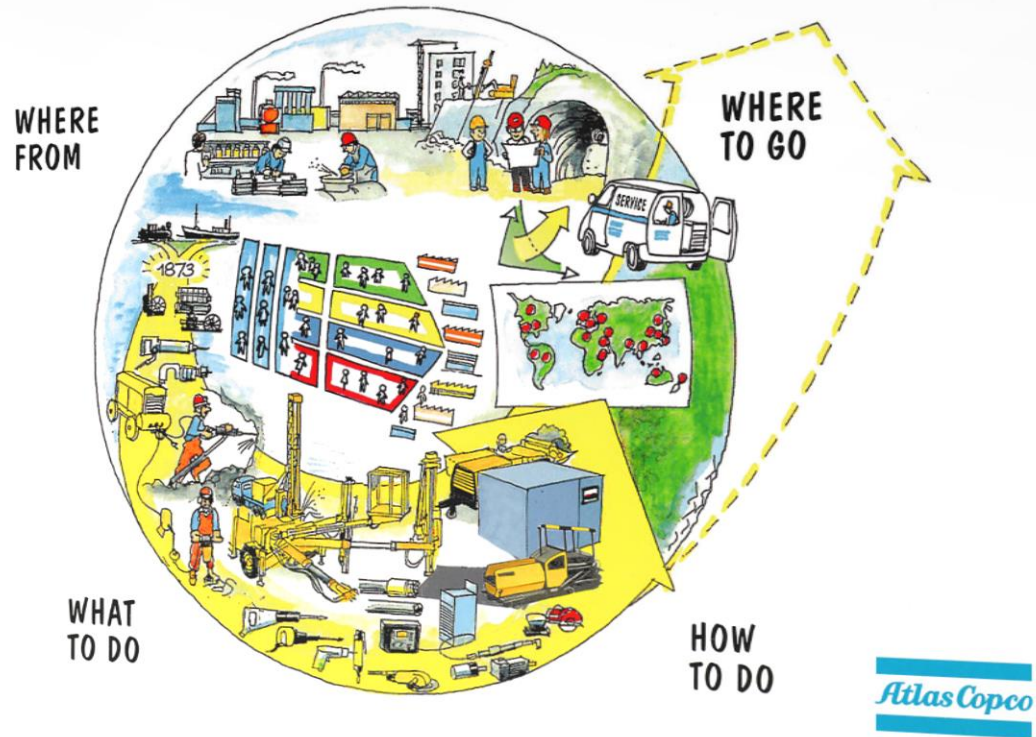 WHERE
FROM
WHERE
TO GO
SERVICE
1873
WHAT
TO DO
HOW
TO DO
Atlas Copco